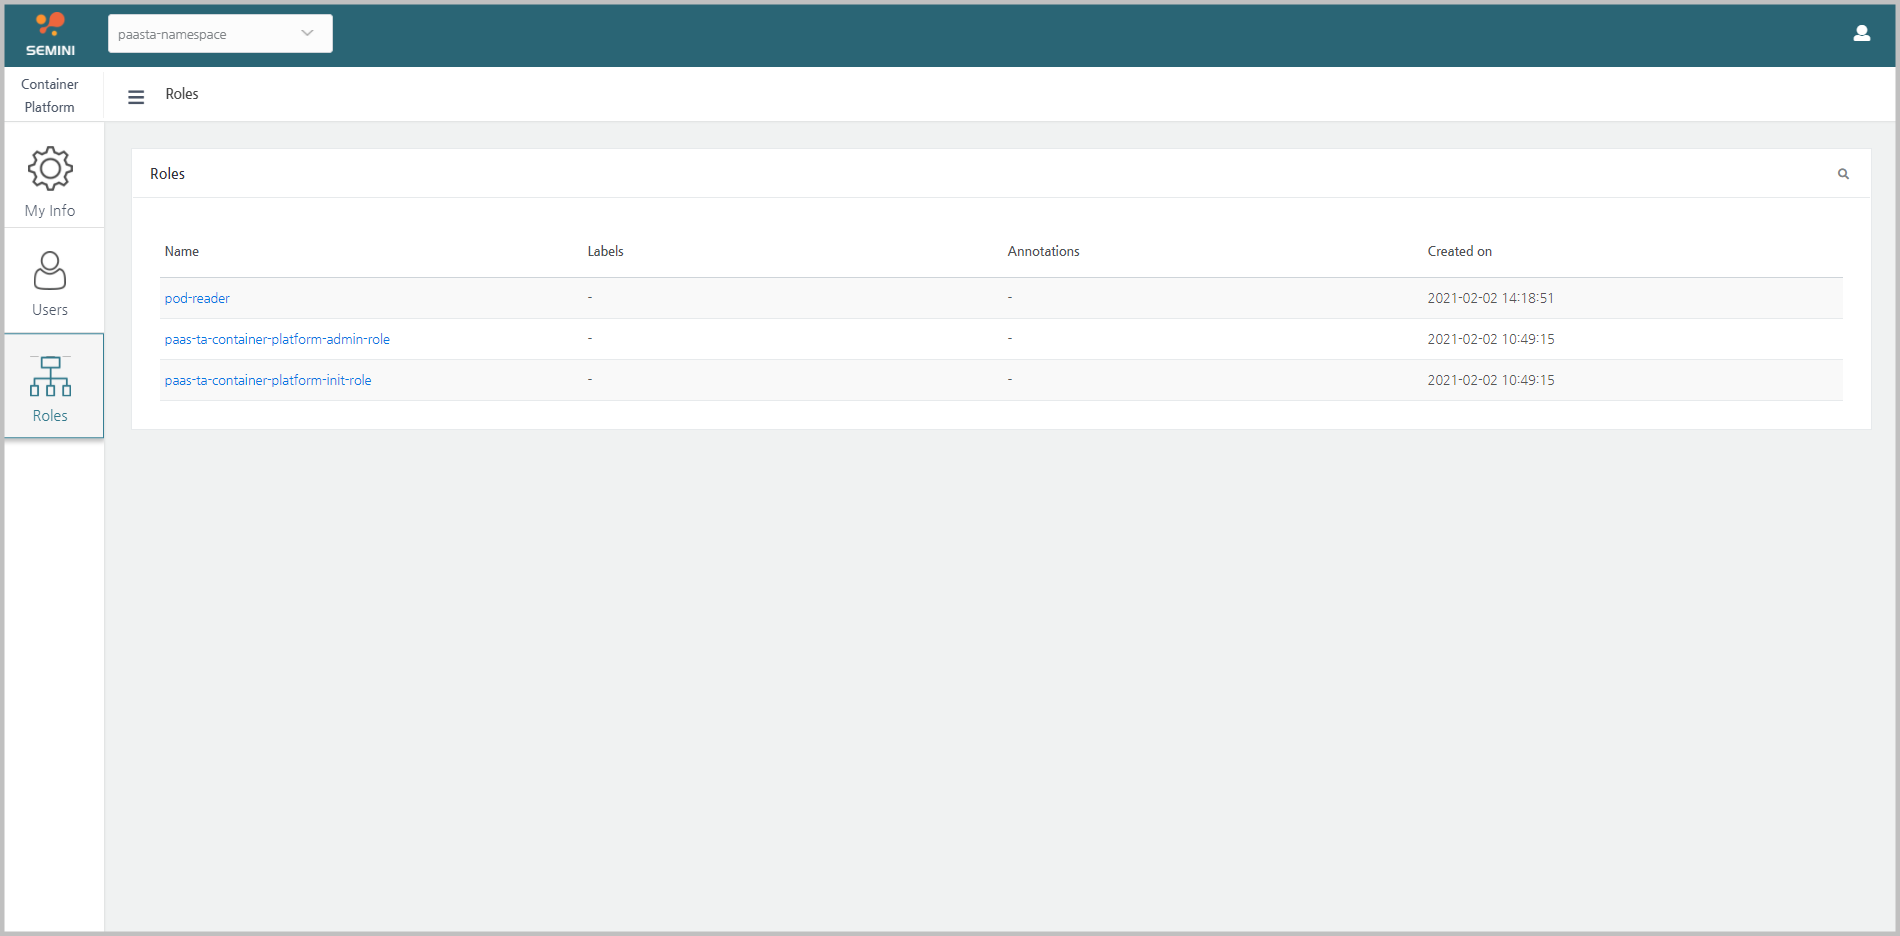 SEMINI
paasta-namespace
Container
Platform
Roles
My Info
Users
Roles
Roles
Name Labels Annotations Created on
pod-reader - - 2021-02-02 14:18:51
paas-ta-container-platform-admin-role - - 2021-02-02 10:49:15
paas-ta-container-platform-init-role - - 2021-02-02 10:49:15